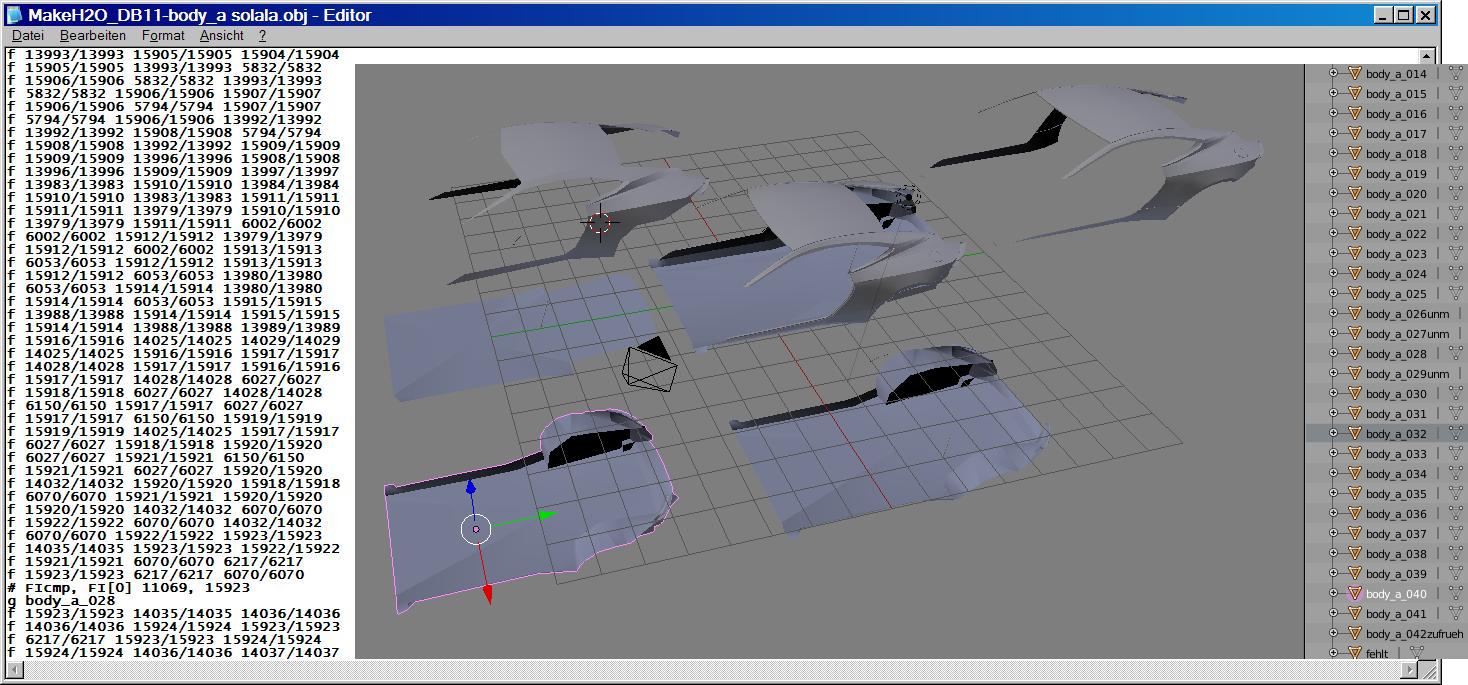 MakeH2O_DB11-body_a solala.obj - Editor
Datei Bearbeiten Format Ansicht ?
f 13993/13993 15905/15905 15904/15904
f 15905/15905 13993/13993 5832/5832
f 15906/15906 5832/5832 13993/13993
f 5832/5832 15906/15906 15907/15907
f 15906/15906 5794/5794 15907/15907
f 5794/5794 15906/15906 13992/13992
f 13992/13992 15908/15908 5794/5794
f 15908/15908 13992/13992 15909/15909
f 15909/15909 13996/13996 15908/15908
f 13996/13996 15909/15909 13997/13997
f 13983/13983 15910/15910 13984/13984
f 15910/15910 13983/13983 15911/15911
f 15911/15911 13979/13979 15910/15910
f 13979/13979 15911/15911 6002/6002
f 6002/6002 15912/15912 13979/13979
f 15912/15912 6002/6002 15913/15913
f 6053/6053 15912/15912 15913/15913
f 15912/15912 6053/6053 13980/13980
f 6053/6053 15914/15914 13980/13980
f 15914/15914 6053/6053 15915/15915
f 13988/13988 15914/15914 15915/15915
f 15914/15914 13988/13988 13989/13989
f 15916/15916 14025/14025 14029/14029
f 14025/14025 15916/15916 15917/15917
f 14028/14028 15917/15917 15916/15916
f 15917/15917 14028/14028 6027/6027
f 15918/15918 6027/6027 14028/14028
f 6150/6150 15917/15917 6027/6027
f 15917/15917 6150/6150 15919/15919
f 15919/15919 14025/14025 15917/15917
f 6027/6027 15918/15918 15920/15920
f 6027/6027 15921/15921 6150/6150
f 15921/15921 6027/6027 15920/15920
f 14032/14032 15920/15920 15918/15918
f 6070/6070 15921/15921 15920/15920
f 15920/15920 14032/14032 6070/6070
f 15922/15922 6070/6070 14032/14032
f 6070/6070 15922/15922 15923/15923
f 14035/14035 15923/15923 15922/15922
f 15921/15921 6070/6070 6217/6217
f 15923/15923 6217/6217 6070/6070
# FIcmp, FI[0] 11069, 15923
g body_a_028
f 15923/15923 14035/14035 14036/14036
f 14036/14036 15924/15924 15923/15923
f 6217/6217 15923/15923 15924/15924
f 15924/15924 14036/14036 14037/14037
body_a_014
body_a_015
body_a_016
body_a_017
body_a_018
body_a_019
body_a_020
body_a_021
body_a_022
body_a_023
body_a_024
body_a_025
body_a_026unm
body_a_027unm
body_a_028
body_a_029unm
body_a_030
body_a_031
body_a_032
body_a_033
body_a_034
body_a_035
body_a_036
body_a_037
body_a_038
body_a_039
body_a_040
body_a_041
body_a_042zufrueh
fehlt